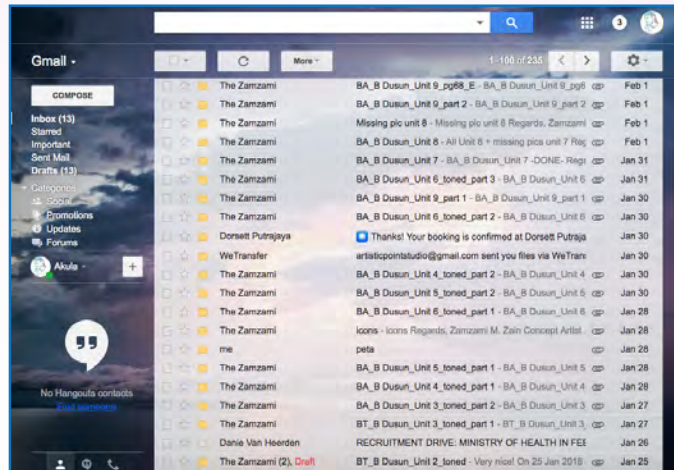 3
Gmail
More
1-100 of 235
COMPOSE
Inbox (13)
Starred
Important
Sent Mail
Drafts (13)
Categories
Social
Promotions
Updates
Forums
Akula
No Hangouts contacts
Find someone
The Zamzami BA_B Dusun_Unit 9_pg68_E - BA_B Dusun_Unit 9_pg6 Feb 1
The Zamzami BA_B Dusun_Unit 9_part 2 - BA_B Dusun_Unit 9_part 2 Feb 1
The Zamzami Missing pic unit 8 - Missing pic unit 8 Regards, Zamzami Feb 1
The Zamzami BA_B Dusun_Unit 8 - All Unit 8 + missing pics unit 7 Reg Feb 1
The Zamzami BA_B Dusun_Unit 7 - BA_B Dusun_Unit 7 -DONE- Rega Jan 31
The Zamzami BA_B Dusun_Unit 6_toned_part 3 - BA_B Dusun_Unit 6 Jan 31
The Zamzami BA_B Dusun_Unit 9_part 1 - BA_B Dusun_Unit 9_part 1 Jan 30
The Zamzami BA_B Dusun_Unit 6_toned_part 2 - BA_B Dusun_Unit 6 Jan 30
Dorsett Putrajaya Thanks! Your booking is confirmed at Dorsett Putraja Jan 30
WeTransfer artisticpointstudio@gmail.com sent you files via WeTrans Jan 30
The Zamzami BA_B Dusun_Unit 4_toned_part 2 - BA_B Dusun_Unit 4 Jan 30
The Zamzami BA_B Dusun_Unit 5_toned_part 2 - BA_B Dusun_Unit 5 Jan 30
The Zamzami BA_B Dusun_Unit 6_toned_part 1 - BA_B Dusun_Unit 6 Jan 28
The Zamzami icons - Icons Regards, Zamzami M. Zain Concept Artist Jan 28
me peta Jan 28
The Zamzami BA_B Dusun_Unit 5_toned_part 1 - BA_B Dusun_Unit 5 Jan 28
The Zamzami BA_B Dusun_Unit 4_toned_part 1 - BA_B Dusun_Unit 4 Jan 28
The Zamzami BA_B Dusun_Unit 3_toned_part 2 - BA_B Dusun_Unit 3 Jan 27
The Zamzami BT_B Dusun_Unit 3_toned_part 1 - BT_B Dusun_Unit 3 Jan 27
Danie Van Heerden RECRUITMENT DRIVE: MINISTRY OF HEALTH IN FEB Jan 26
The Zamzami (2), Draft BT_B Dusun_Unit 2_toned - Very nice! On 25 Jan 2016 Jan 25